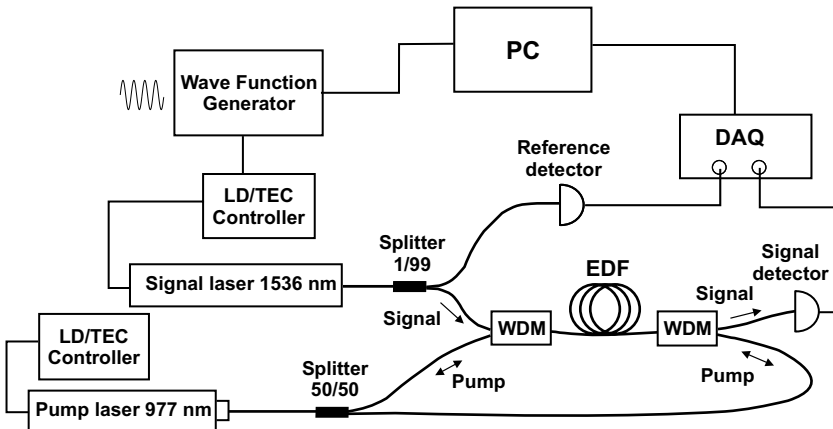 PC
Wave Function
Generator
DAQ
Reference
detector
LD/TEC
Controller
Splitter
1/99
Signal
detector
EDF
Signal laser 1536 nm
Signal
Signal
WDM
WDM
LD/TEC
Controller
Splitter
50/50
Pump
Pump
Pump laser 977 nm